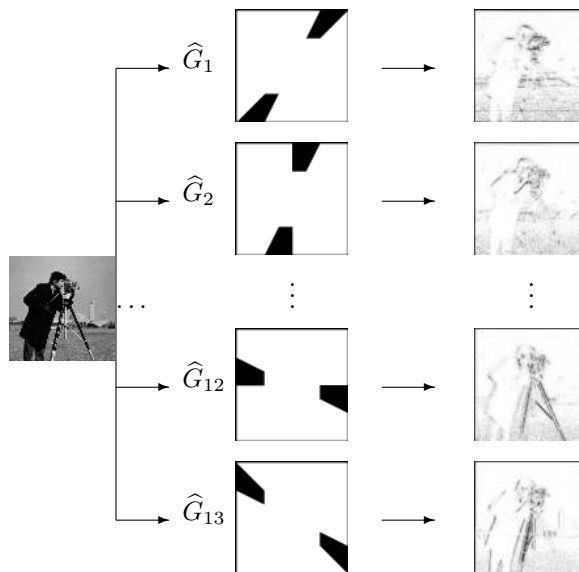 Ĝ₁
Ĝ₂
...
⋮ ⋮
Ĝ₁₂
Ĝ₁₃